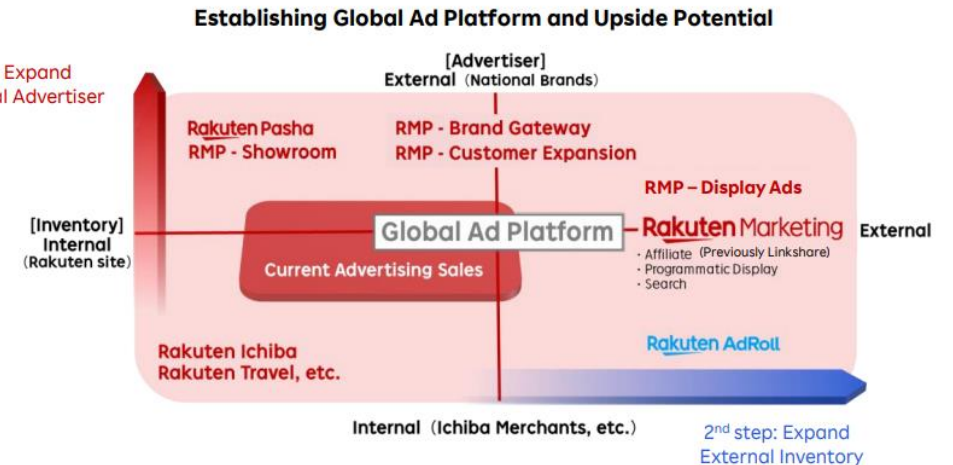 Establishing Global Ad Platform and Upside Potential
Expand
Advertiser
[Advertiser]
External (National Brands)
Rakuten Pasha
RMP - Showroom
RMP - Brand Gateway
RMP - Customer Expansion
RMP – Display Ads
[Inventory]
Internal
(Rakuten site)
Global Ad Platform
Rakuten Marketing
External
· Affiliate (Previously Linkshare)
· Programmatic Display
· Search
Current Advertising Sales
Rakuten Ichiba
Rakuten Travel, etc.
Rakuten AdRoll
Internal (Ichiba Merchants, etc.)
2nd step: Expand
External Inventory